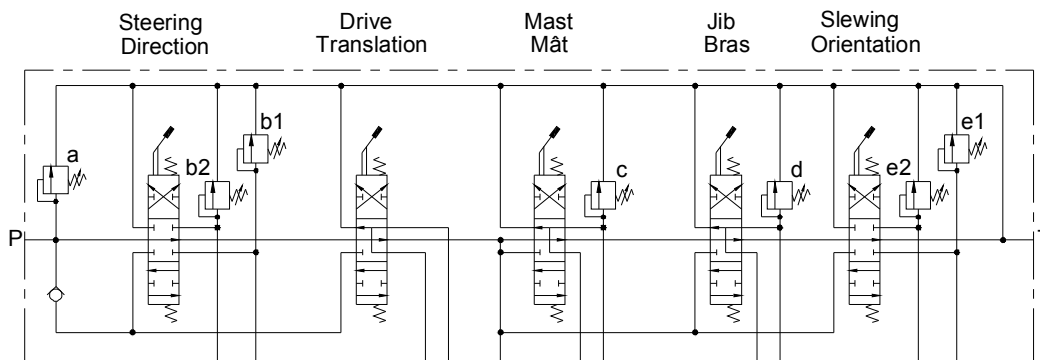 Steering
Direction
Drive
Translation
Mast
Mât
Jib
Bras
Slewing
Orientation
a
b2
b1
c
d
e2
e1
P